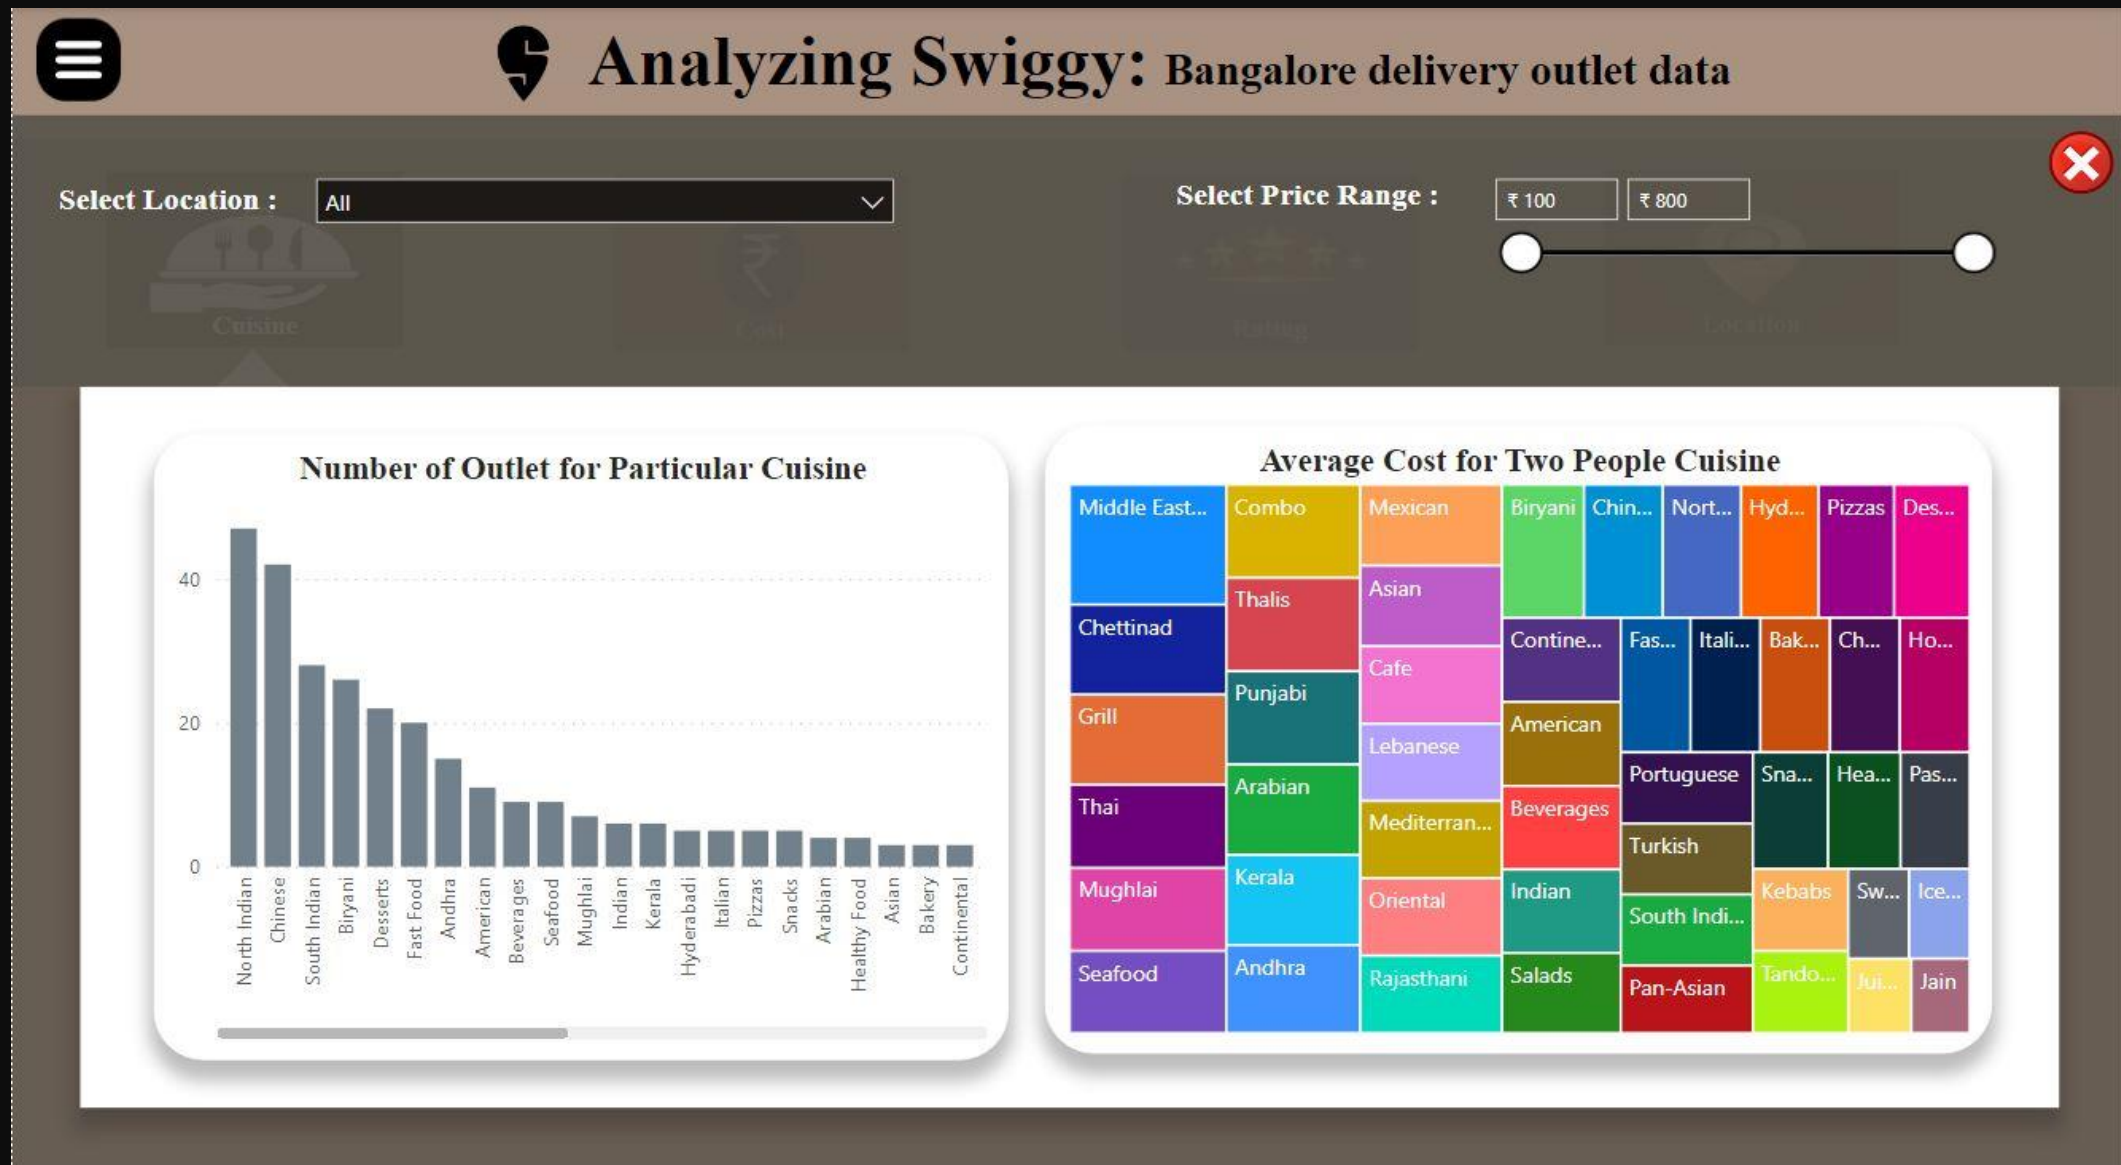 Analyzing Swiggy: Bangalore delivery outlet data
Select Location :
All
Select Price Range :
₹ 100
₹ 800
Cuisine
Cost
Rating
Location
Number of Outlet for Particular Cuisine
40
20
0
North Indian
Chinese
South Indian
Biryani
Desserts
Fast Food
Andhra
American
Beverages
Seafood
Mughlai
Indian
Kerala
Hyderabadi
Italian
Pizzas
Snacks
Arabian
Healthy Food
Asian
Bakery
Continental
Average Cost for Two People Cuisine
Middle East...
Chettinad
Grill
Thai
Mughlai
Seafood
Combo
Thalis
Punjabi
Arabian
Kerala
Andhra
Mexican
Asian
Cafe
Lebanese
Mediterran...
Oriental
Rajasthani
Biryani
Chin...
Nort...
Hyd...
Pizzas
Des...
Contine...
American
Beverages
Indian
Salads
Fas...
Itali...
Bak...
Ch...
Ho...
Portuguese
Turkish
South Indi...
Pan-Asian
Sna...
Hea...
Pas...
Kebabs
Sw...
Ice...
Tando...
Jui...
Jain